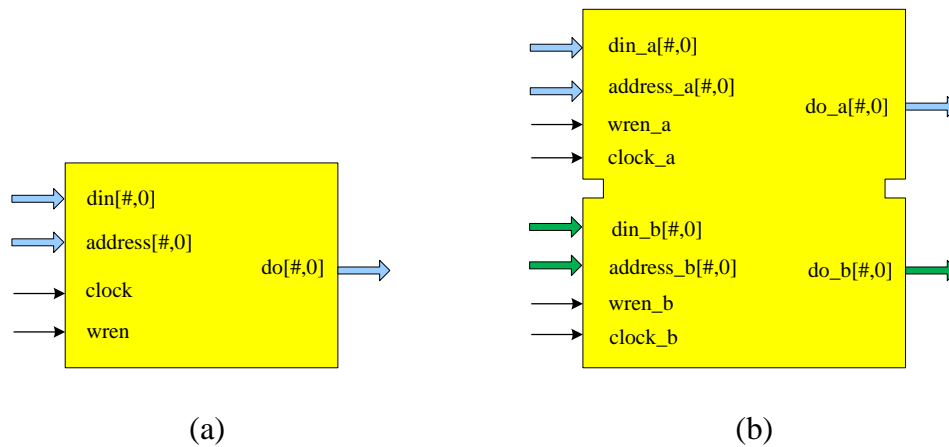 din[#,0]
address[#,0]
do[#,0]
clock
wren
(a)
din_a[#,0]
address_a[#,0]
do_a[#,0]
wren_a
clock_a
din_b[#,0]
address_b[#,0]
do_b[#,0]
wren_b
clock_b
(b)